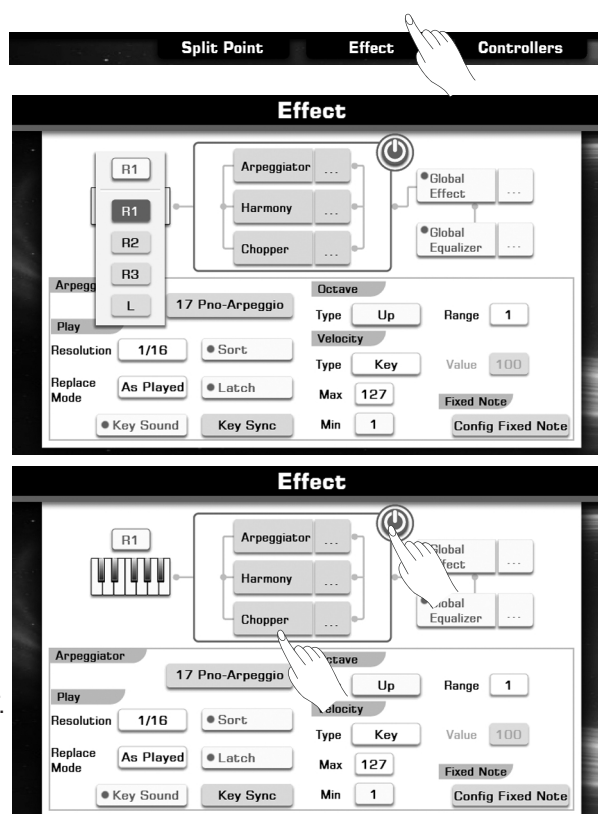 Split Point Effect Controllers
Effect
R1
R1
R2
R3
L
Arpeggiator ...
Harmony ...
Chopper ...
Global
Effect ...
Global
Equalizer ...
17 Pno-Arpeggio
Play
Resolution 1/16 Sort
Replace
Mode As Played Latch
Key Sound Key Sync
Octave
Type Up Range 1
Velocity
Type Key Value 100
Max 127
Fixed Note
Min 1 Config Fixed Note
Effect
R1
Arpeggiator ...
Harmony ...
Chopper ...
...
Equalizer ...
Arpeggiator
17 Pno-Arpeggio
Play
Resolution 1/16 Sort
Replace
Mode As Played Latch
Key Sound Key Sync
Up Range 1
Type Key Value 100
Max 127
Fixed Note
Min 1 Config Fixed Note